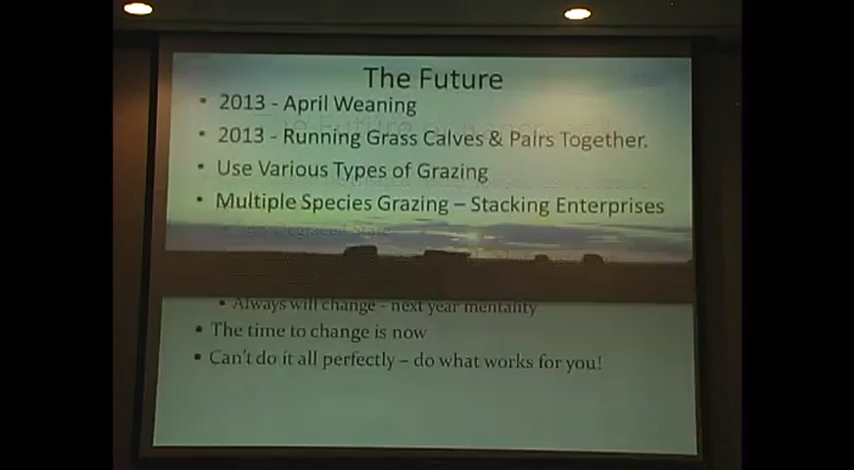 The Future
• 2013 - April Weaning
• 2013 - Running Grass Calves & Pairs Together.
• Use Various Types of Grazing
• Multiple Species Grazing – Stacking Enterprises
Degraded State
• Always will change – next year mentality
• The time to change is now
• Can't do it all perfectly – do what works for you!